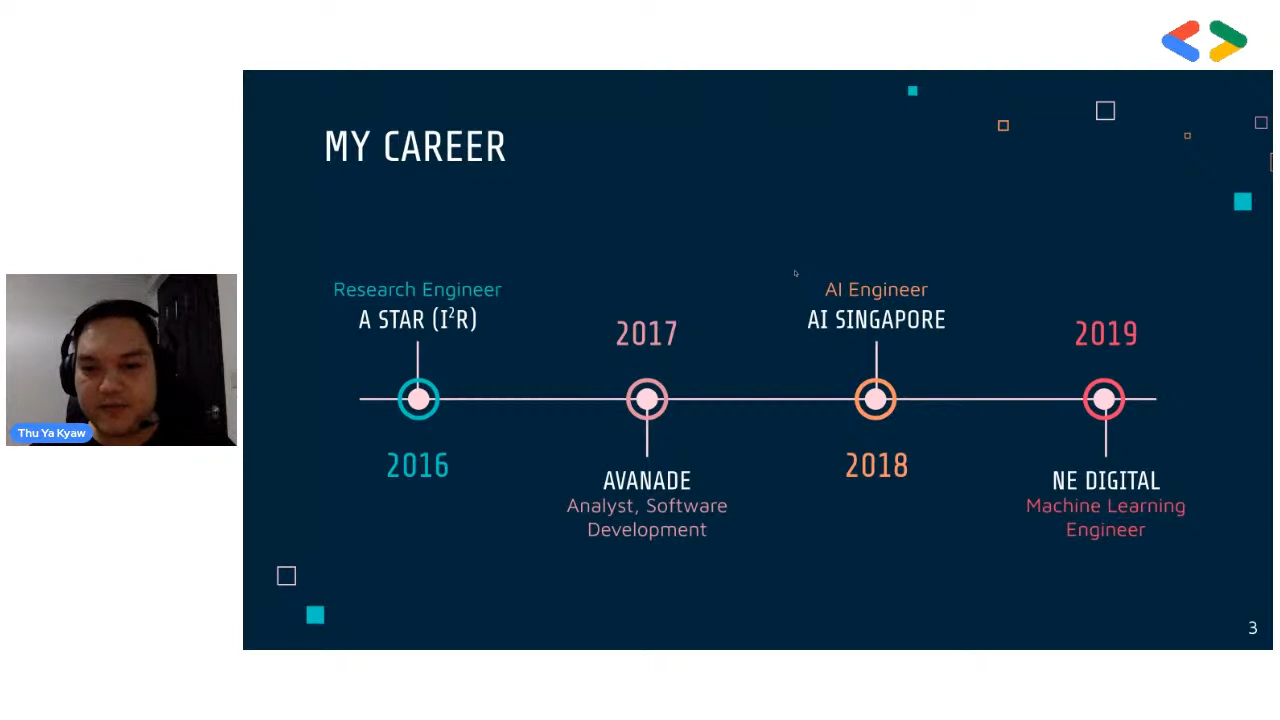 MY CAREER
Research Engineer
A STAR (I²R)
2016
2017
AVANADE
Analyst, Software
Development
AI Engineer
AI SINGAPORE
2018
2019
NE DIGITAL
Machine Learning
Engineer
Thu Ya Kyaw
3